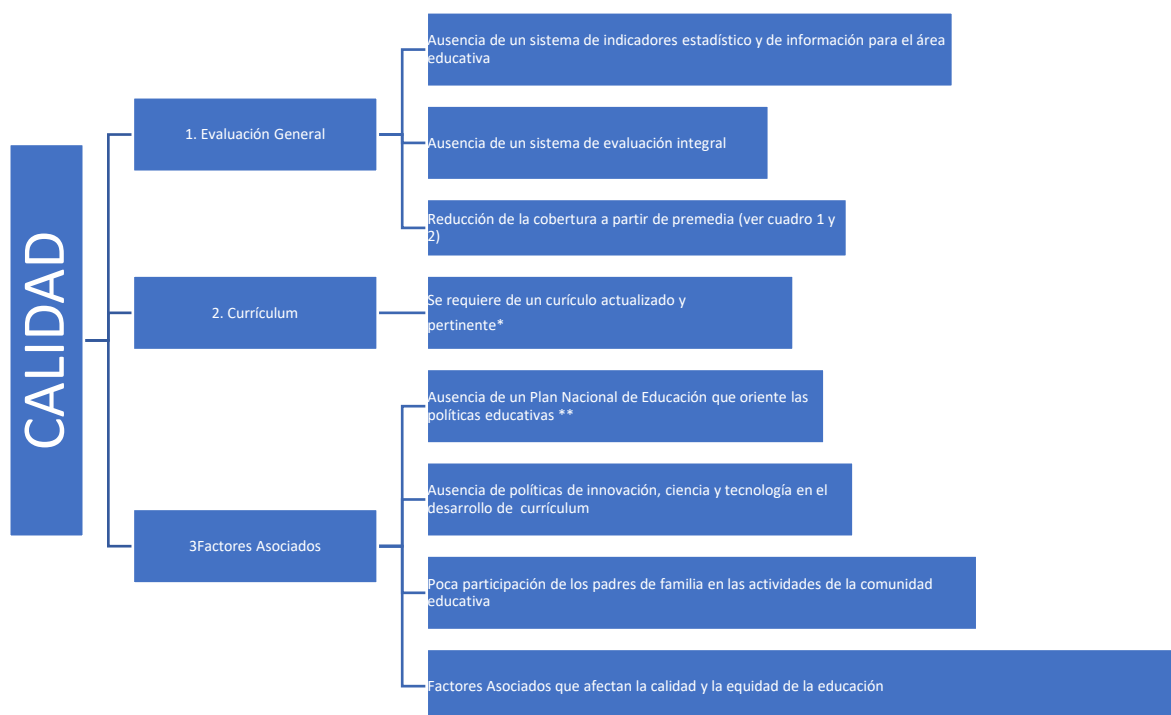 CALIDAD
1. Evaluación General
Ausencia de un sistema de indicadores estadístico y de información para el área
educativa
Ausencia de un sistema de evaluación integral
Reducción de la cobertura a partir de premedia (ver cuadro 1 y
2)
2. Currículum
Se requiere de un curículo actualizado y
pertinente*
3Factores Asociados
Ausencia de un Plan Nacional de Educación que oriente las
políticas educativas **
Ausencia de políticas de innovación, ciencia y tecnología en el
desarrollo de currículum
Poca participación de los padres de familia en las actividades de la comunidad
educativa
Factores Asociados que afectan la calidad y la equidad de la educación